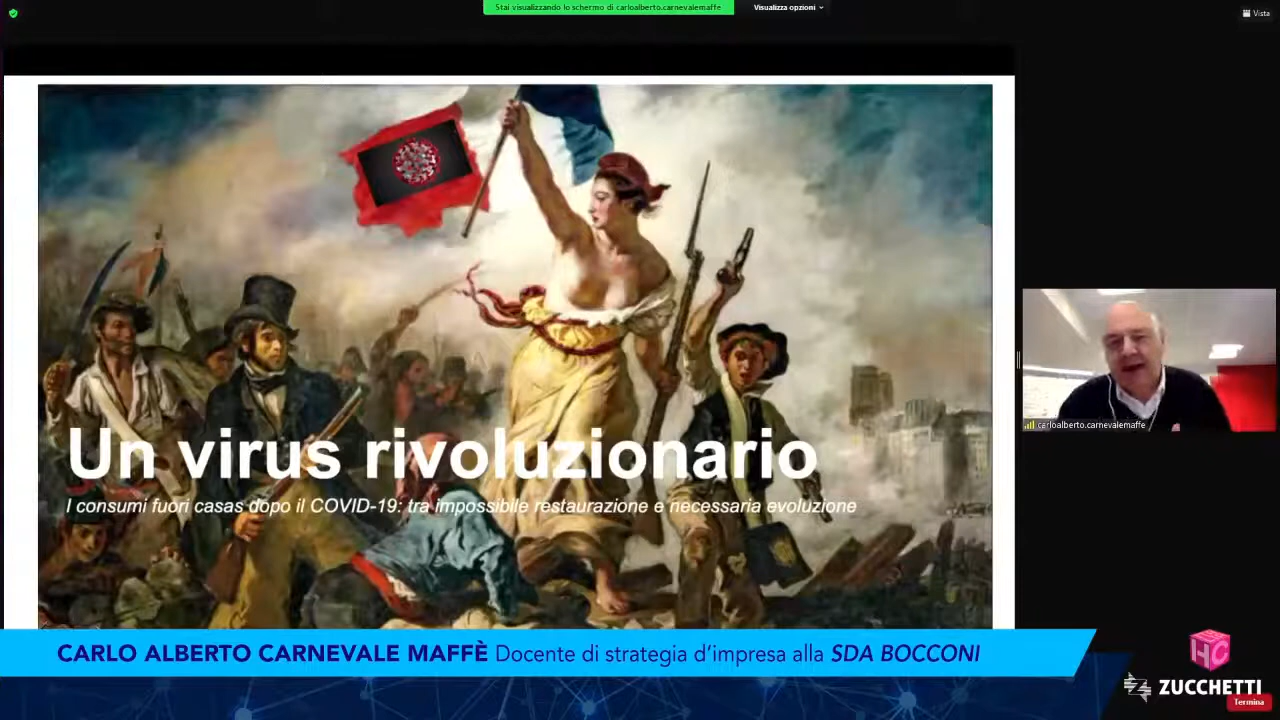 Stai visualizzando lo schermo di carloalberto.carnevalemaffe
Visualizza opzioni
Vista
Un virus rivoluzionario
I consumi fuori casas dopo il COVID-19: tra impossibile restaurazione e necessaria evoluzione
carloalberto.carnevalemaffe
CARLO ALBERTO CARNEVALE MAFFÈ Docente di strategia d'impresa alla SDA BOCCONI
HC
ZUCCHETTI
Termina